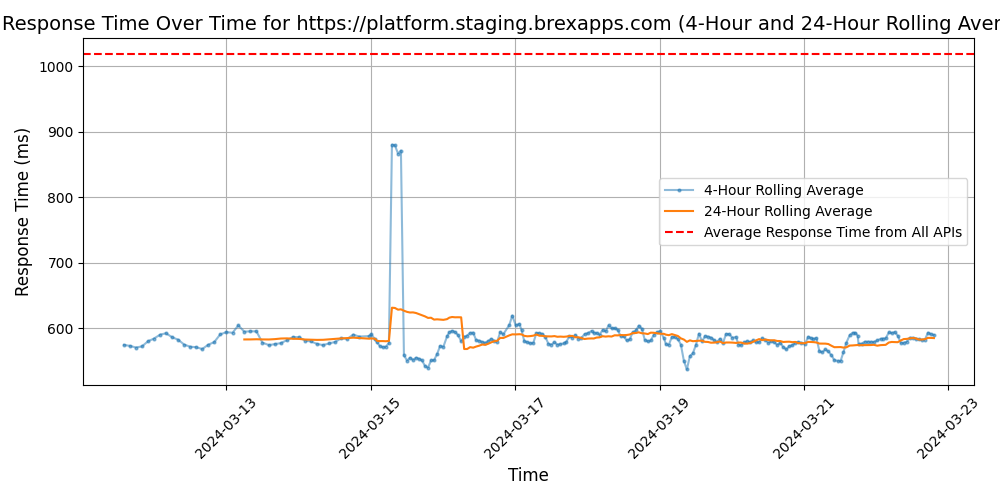 Response Time Over Time for https://platform.staging.brexapps.com (4-Hour and 24-Hour Rolling Aver
Response Time (ms)
1000
900
800
700
600
4-Hour Rolling Average
24-Hour Rolling Average
Average Response Time from All APIs
2024-03-13
2024-03-15
2024-03-17
2024-03-19
2024-03-21
2024-03-23
Time